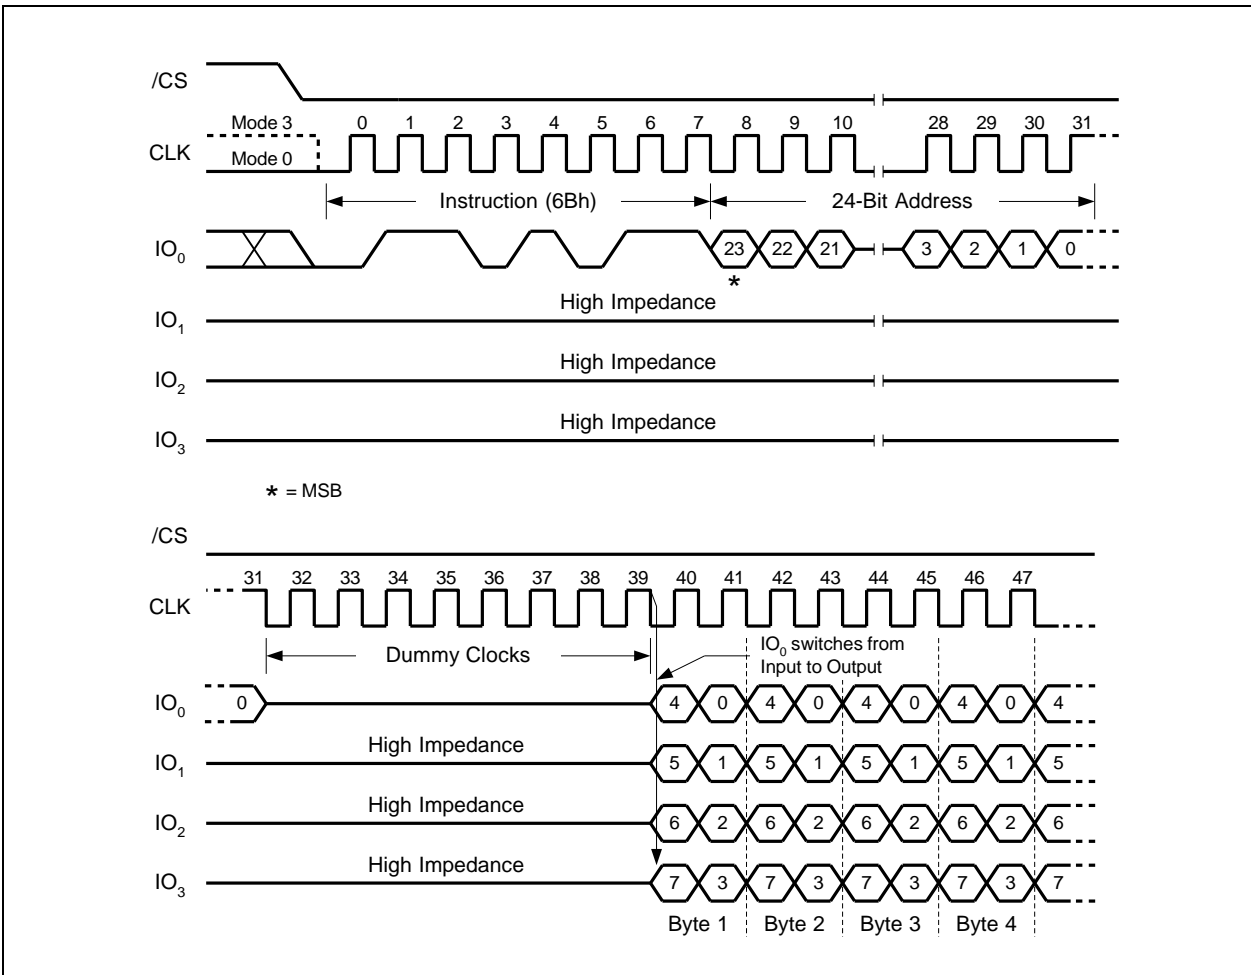 /CS
Mode 3
0 1 2 3 4 5 6 7 8 9 10 28 29 30 31
CLK
Mode 0
Instruction (6Bh)
24-Bit Address
IO0
23 22 21 3 2 1 0
*
High Impedance
IO1
High Impedance
IO2
High Impedance
IO3
* = MSB
/CS
31 32 33 34 35 36 37 38 39 40 41 42 43 44 45 46 47
CLK
Dummy Clocks
IO0 switches from
Input to Output
IO0
0 4 0 4 0 4 0 4 0 4
High Impedance
IO1
5 1 5 1 5 1 5 1 5
High Impedance
IO2
6 2 6 2 6 2 6 2 6
High Impedance
IO3
7 3 7 3 7 3 7 3 7
Byte 1 Byte 2 Byte 3 Byte 4